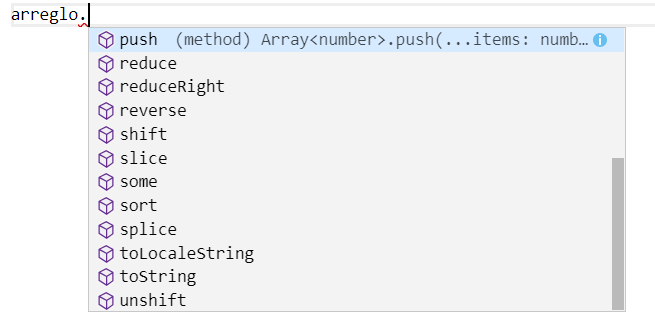 arreglo.
push (method) Array<number>.push(...items: numb…
reduce
reduceRight
reverse
shift
slice
some
sort
splice
toLocaleString
toString
unshift